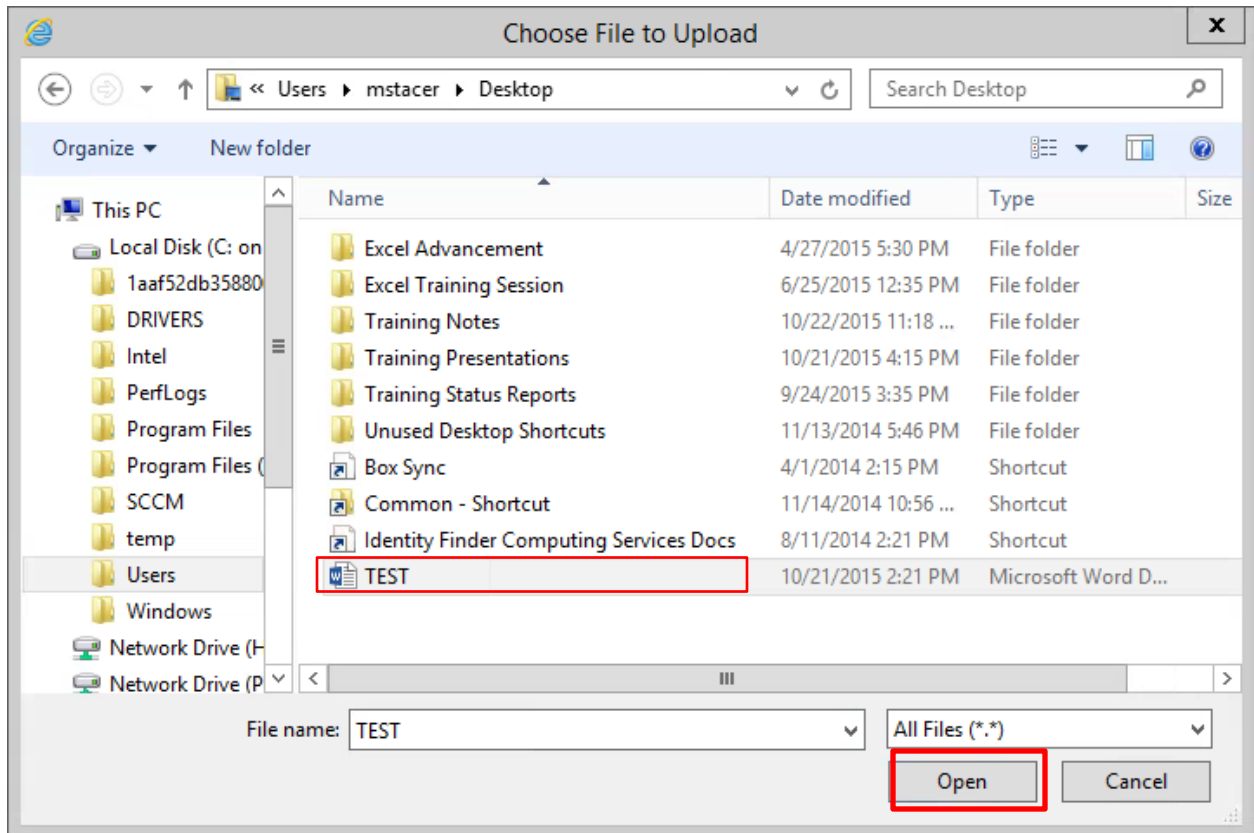 Choose File to Upload
x
« Users Desktop mstacer
Search Desktop
Organize New folder
Name Date modified Type Size
This PC
Local Disk (C: on
1aaf52db35880
DRIVERS
Intel
PerfLogs
Program Files
Program Files (
SCCM
temp
Users
Windows
Network Drive (H
Network Drive (P
Excel Advancement 4/27/2015 5:30 PM File folder
Excel Training Session 6/25/2015 12:35 PM File folder
Training Notes 10/22/2015 11:18 ... File folder
Training Presentations 10/21/2015 4:15 PM File folder
Training Status Reports 9/24/2015 3:35 PM File folder
Unused Desktop Shortcuts 11/13/2014 5:46 PM File folder
Box Sync 4/1/2014 2:15 PM Shortcut
Common - Shortcut 11/14/2014 10:56 ... Shortcut
Identity Finder Computing Services Docs 8/11/2014 2:21 PM Shortcut
TEST 10/21/2015 2:21 PM Microsoft Word D...
File name: TEST All Files (*.*)
Open Cancel